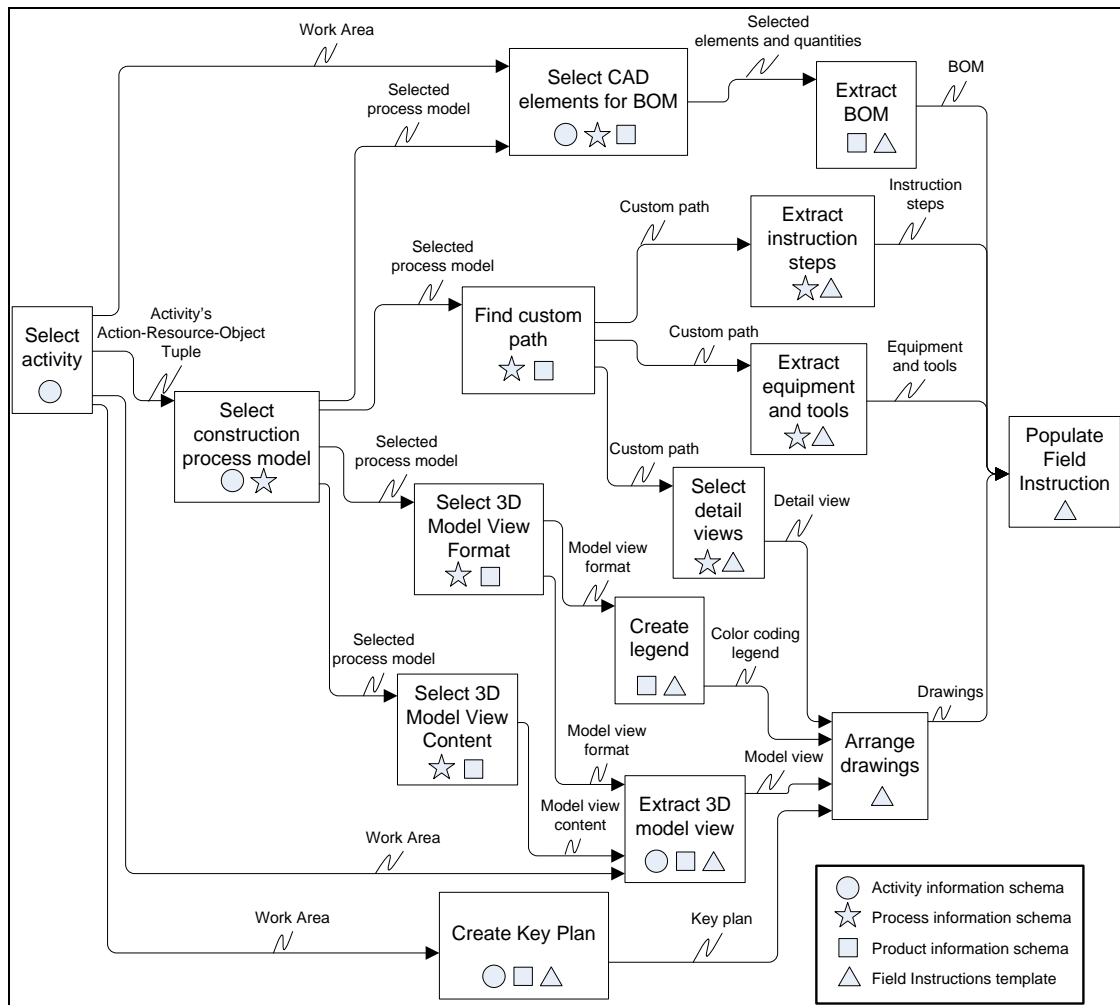 Work Area
Selected
elements and quantities
BOM
Select CAD
elements for BOM
Extract
BOM
Selected
process model
Instruction
steps
Custom path
Extract
instruction
steps
Selected
process model
Select
activity
Activity's
Action-Resource-Object
Tuple
Find custom
path
Custom path
Equipment
and tools
Extract
equipment
and tools
Select
construction
process model
Populate
Field
Instruction
Selected
process model
Custom path
Select
detail
views
Detail view
Select 3D
Model View
Format
Model view
format
Create
legend
Color coding
legend
Selected
process model
Select 3D
Model View
Content
Drawings
Arrange
drawings
Model view
format
Model view
Extract 3D
model view
Model view
content
Work Area
Work Area
Create Key Plan
Key plan
Activity information schema
Process information schema
Product information schema
Field Instructions template